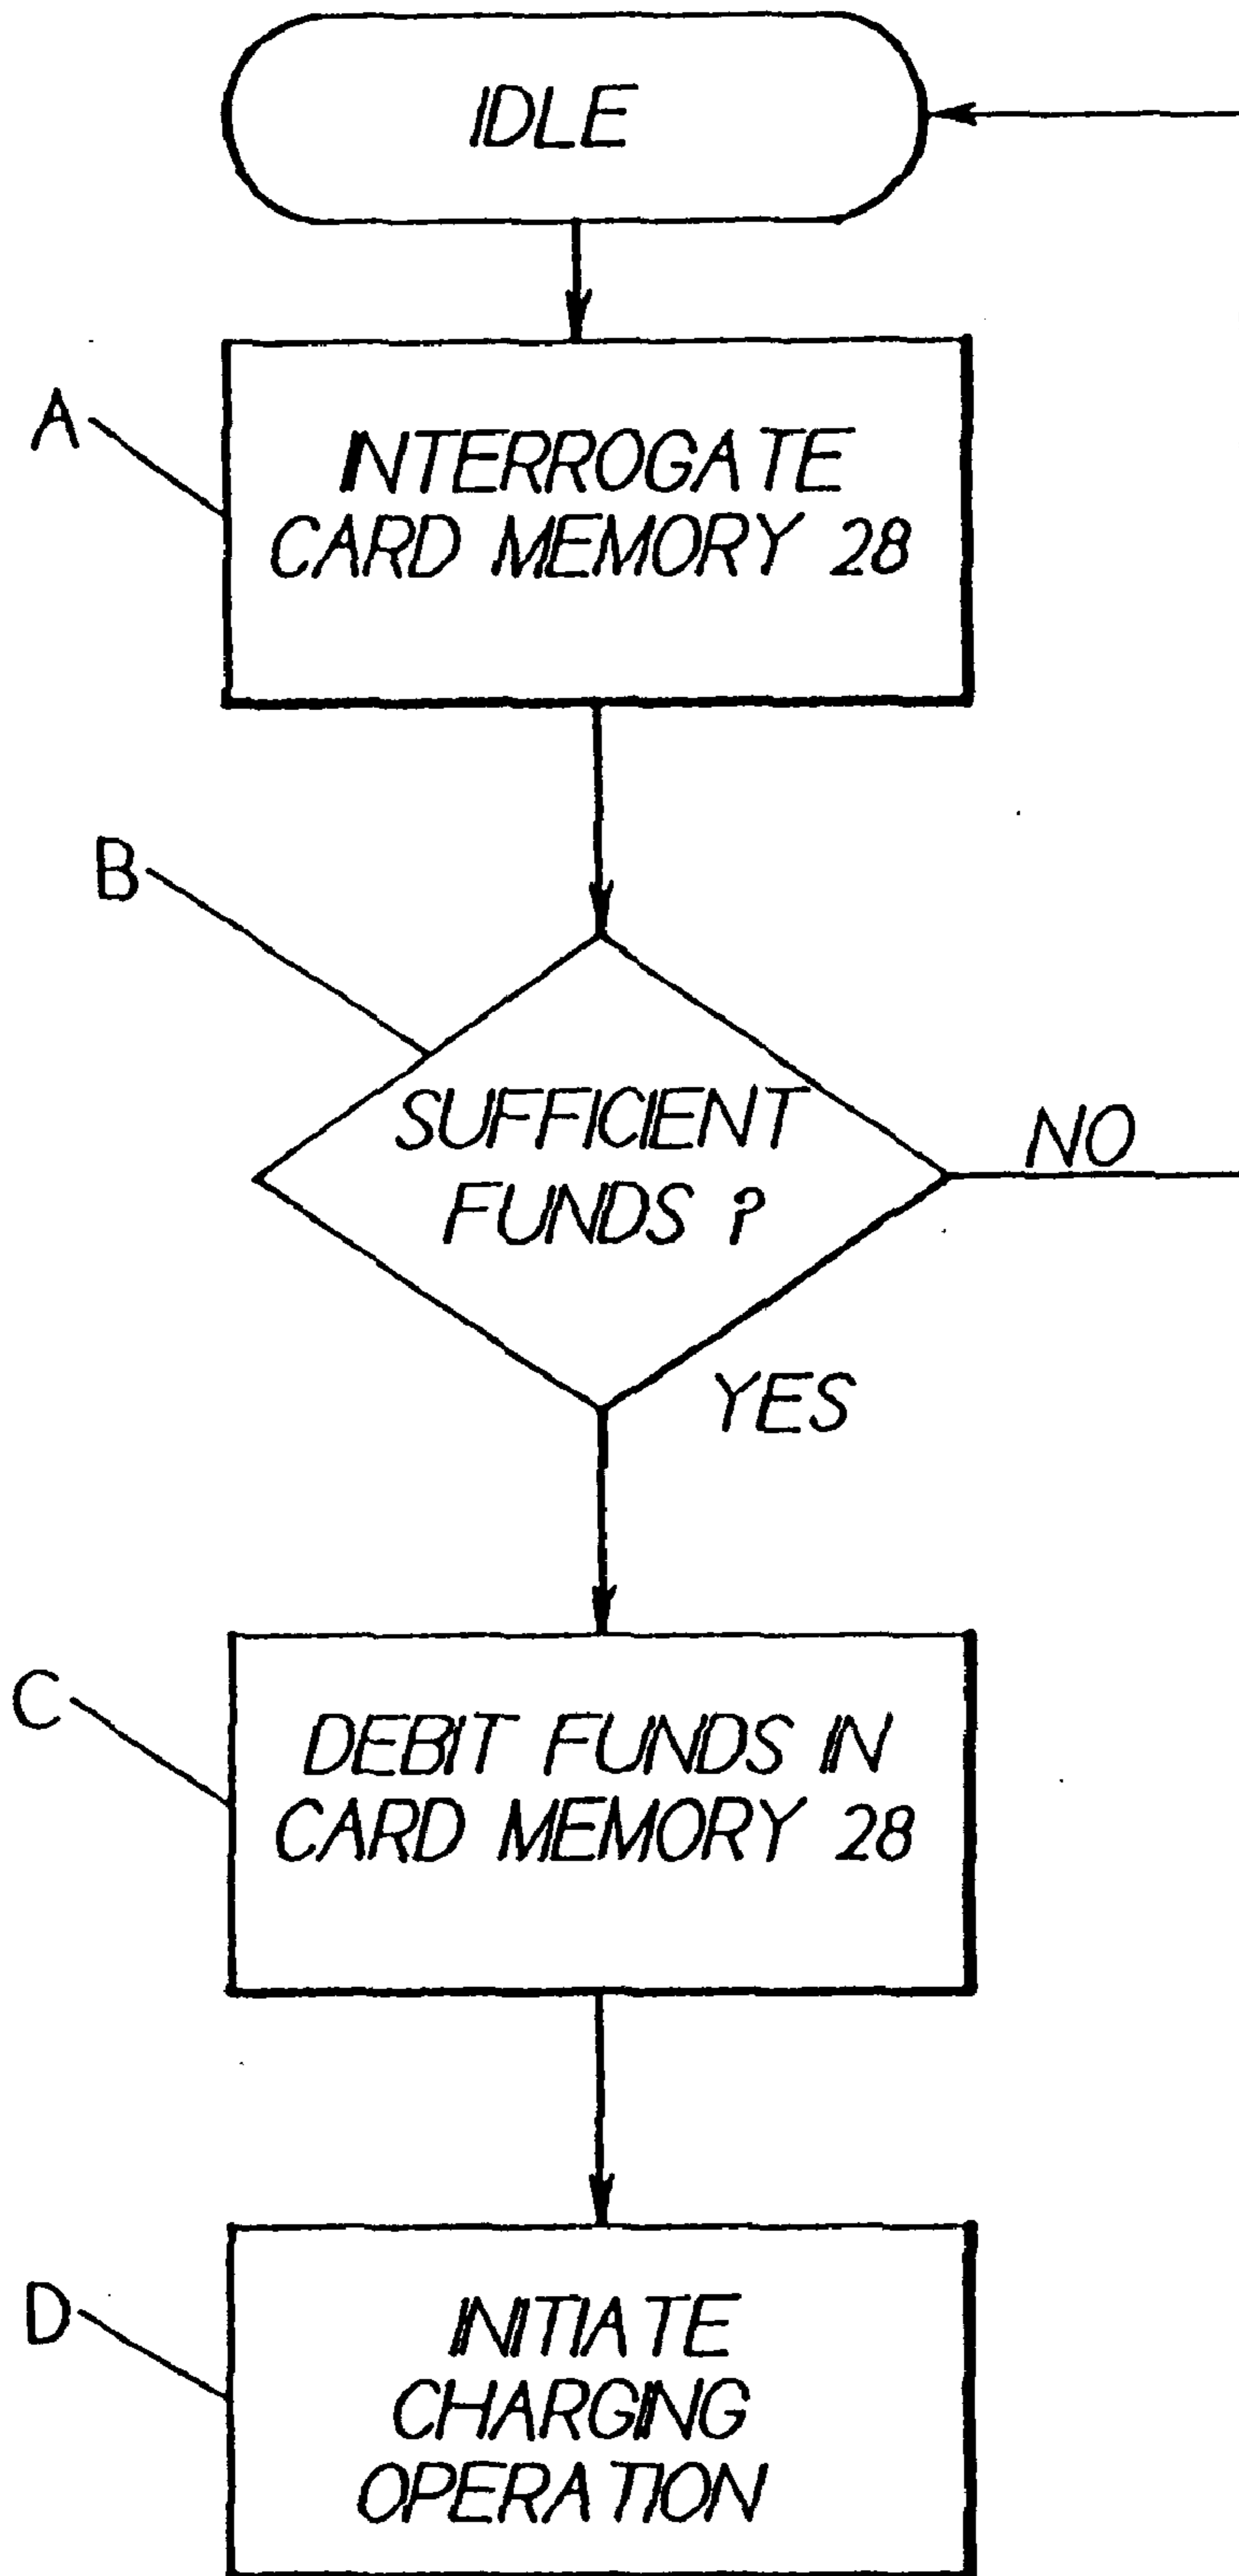 IDLE
A
INTERROGATE
CARD MEMORY 28
B
SUFFICIENT
FUNDS ?
NO
YES
C
DEBIT FUNDS IN
CARD MEMORY 28
D
INITIATE
CHARGING
OPERATION